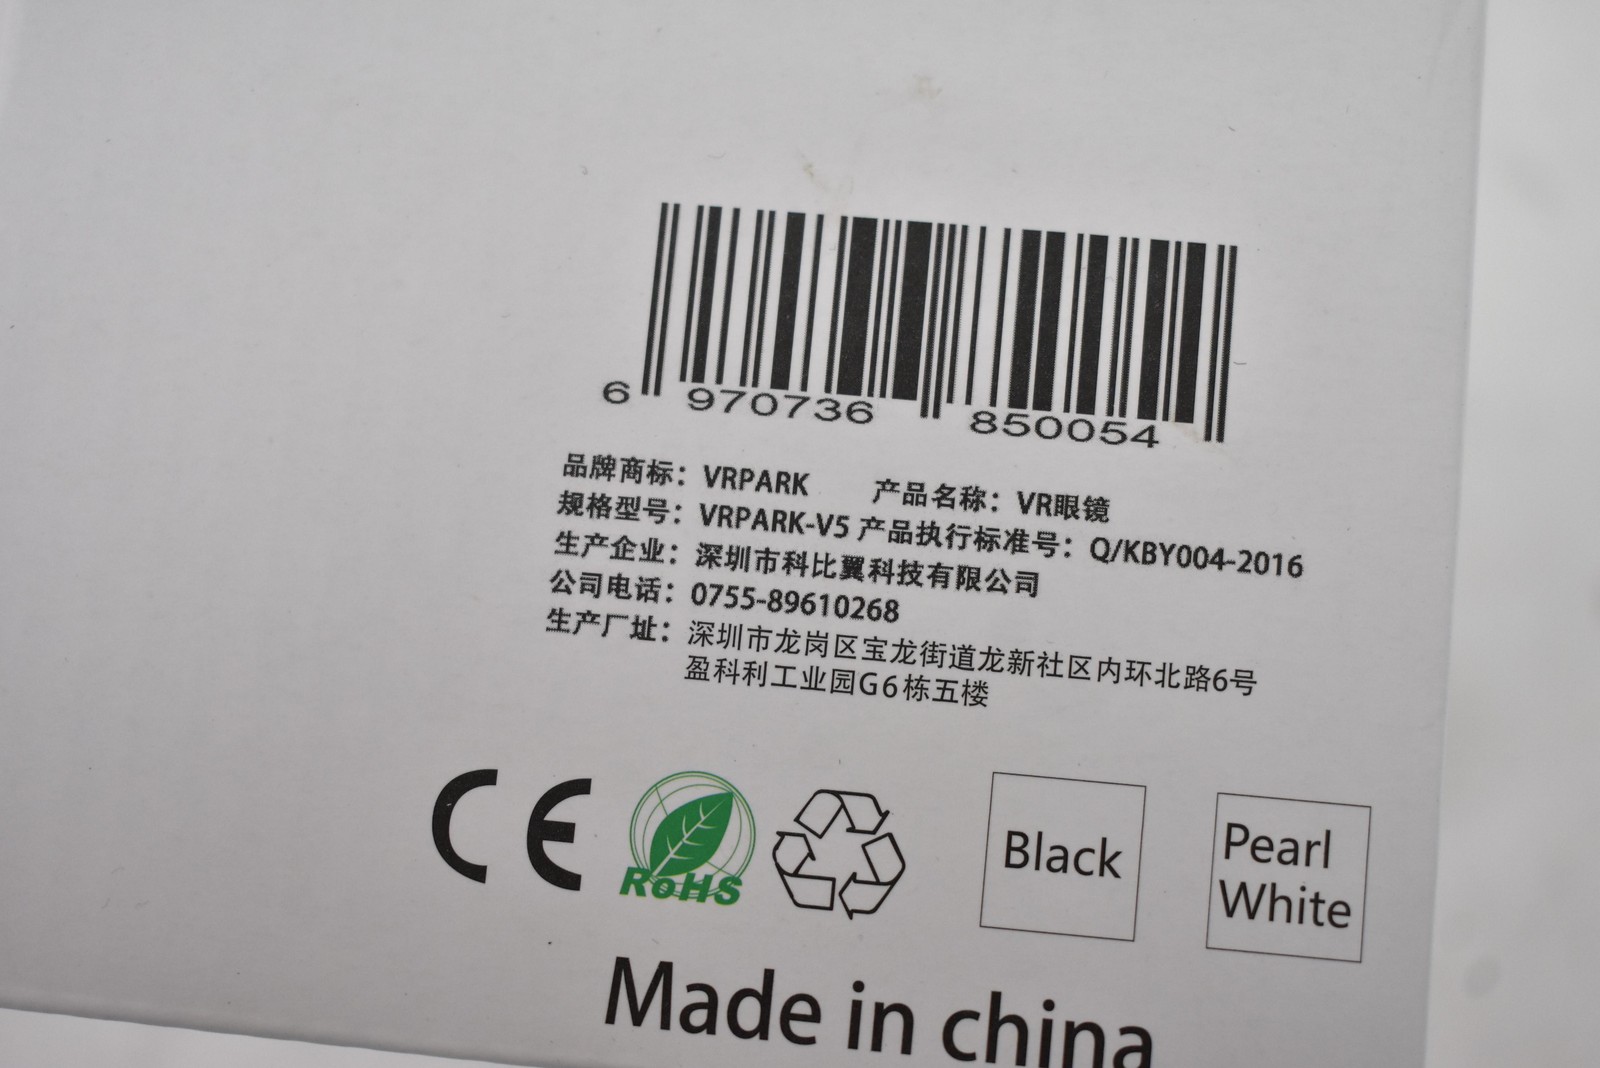 6 970736 850054
品牌商标：VRPARK 产品名称：VR眼镜
规格型号：VRPARK-V5 产品执行标准号：Q/KBY004-2016
生产企业：深圳市科比翼科技有限公司
公司电话：0755-89610268
生产厂址：深圳市龙岗区宝龙街道龙新社区内环北路6号
盈科利工业园G6栋五楼
CE
RoHS
Black
Pearl
White
Made in china